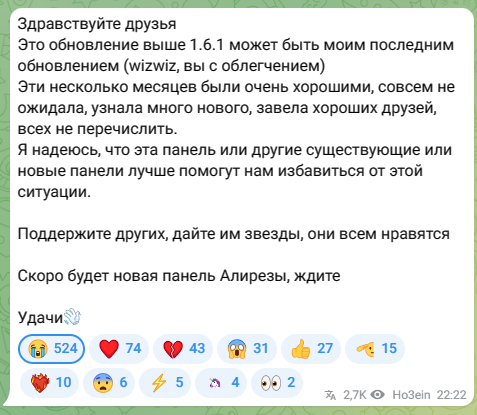 Здравствуйте друзья
Это обновление выше 1.6.1 может быть моим последним
обновлением (wizwiz, вы с облегчением)
Эти несколько месяцев были очень хорошими, совсем не
ожидала, узнала много нового, завела хороших друзей,
всех не перечислить.
Я надеюсь, что эта панель или другие существующие или
новые панели лучше помогут нам избавиться от этой
ситуации.
Поддержите других, дайте им звезды, они всем нравятся
Скоро будет новая панель Алирезы, ждите
Удачи👋
😭 524 ❤️ 74 💔 43 😱 31 👍 27 🫡 15
❤️‍🔥 10 😨 6 ⚡ 5 🦄 4 👀 2
2,7K Ho3ein 22:22